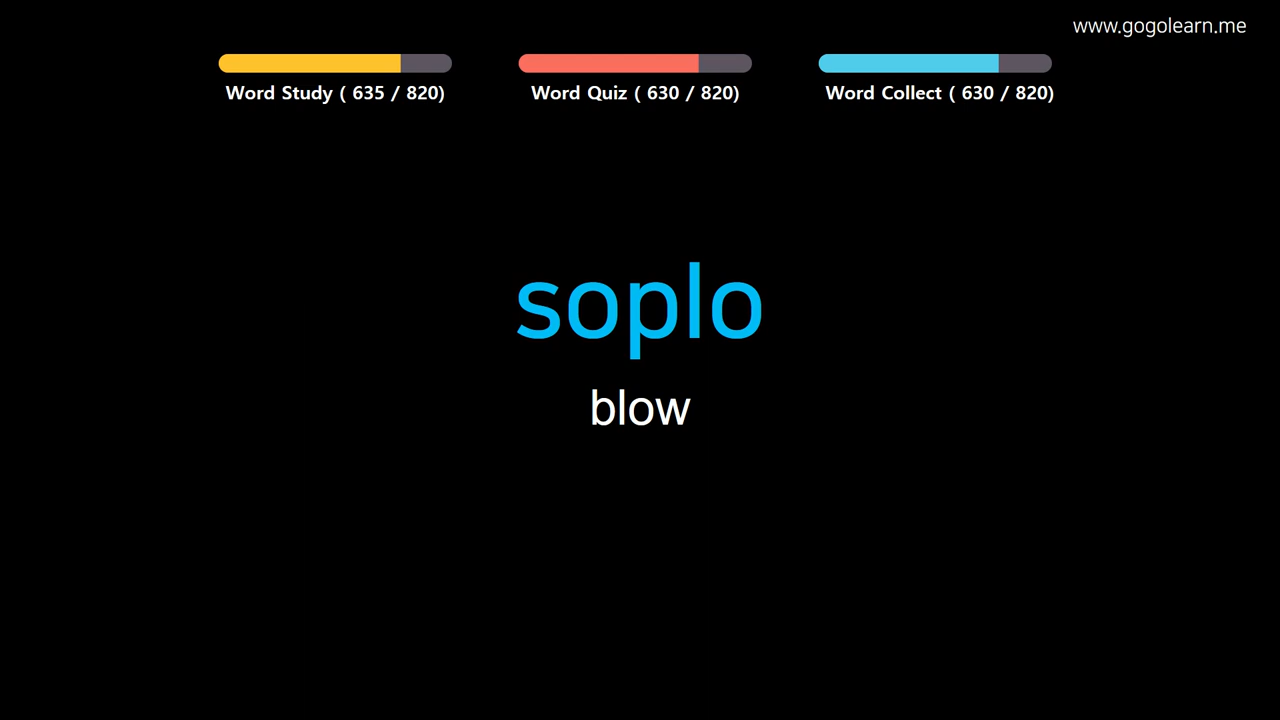 www.gogolearn.me
Word Study ( 635 / 820)
Word Quiz ( 630 / 820)
Word Collect ( 630 / 820)
soplo
blow